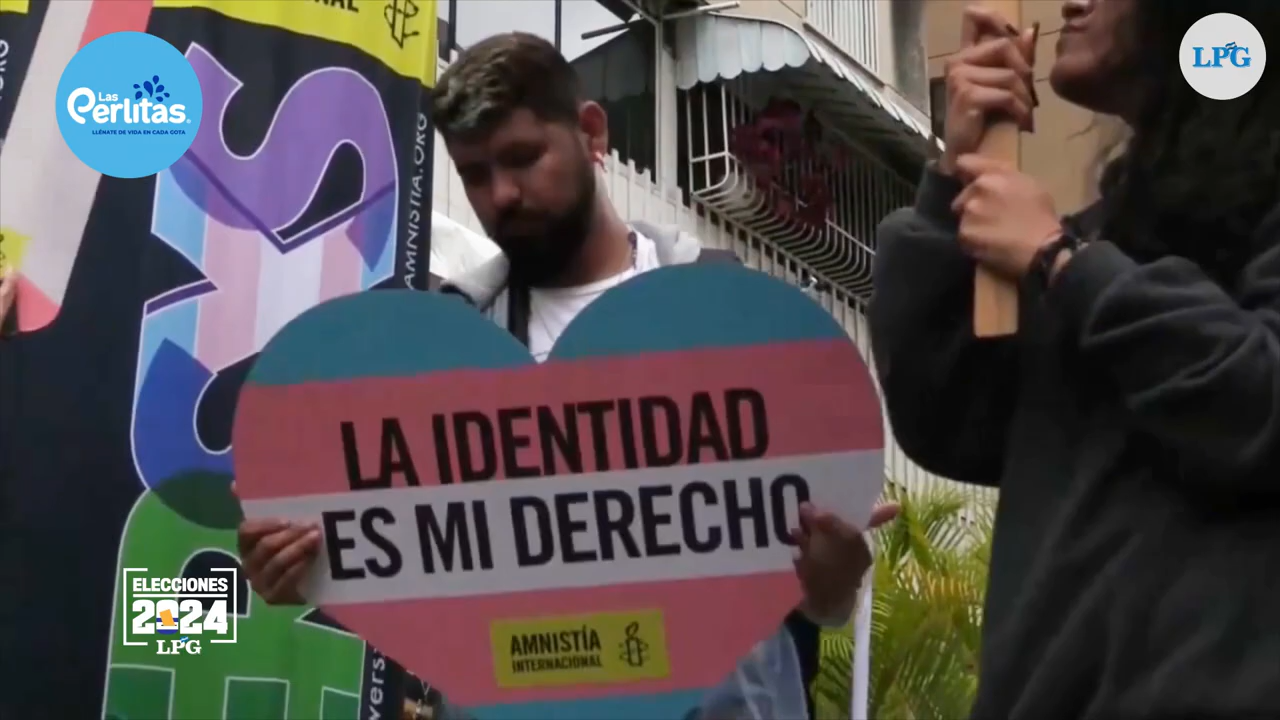 Las
Perlitas
LLÉNATE DE VIDA EN CADA GOTA
LPG
AMNISTIA.ORG
LA IDENTIDAD
ES MI DERECHO
AMNISTÍA
INTERNACIONAL
ELECCIONES
2024
LPG